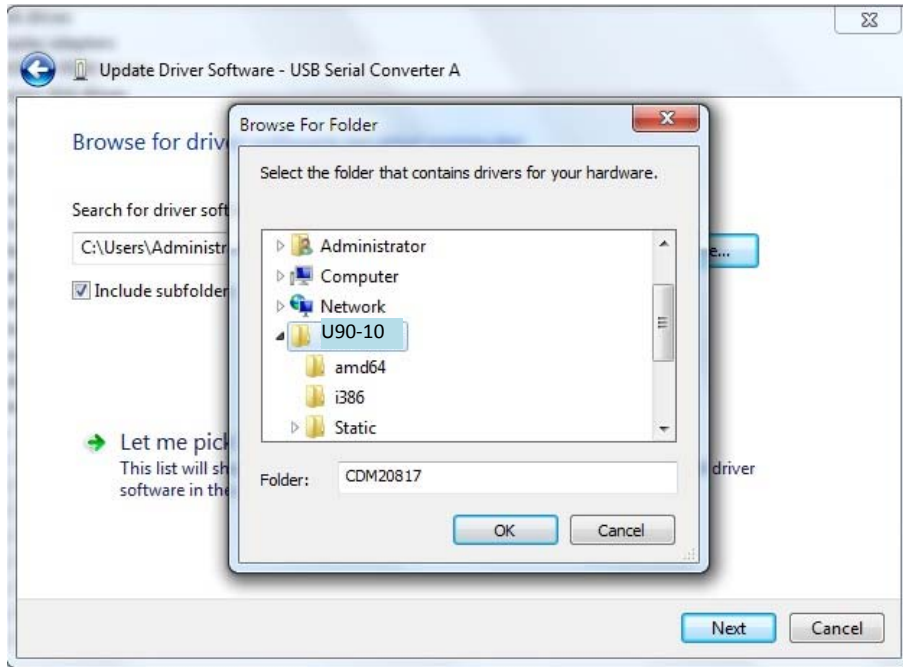 Update Driver Software - USB Serial Converter A
Browse for driv
Search for driver soft
C:\Users\Administr
e...
Include subfolder
Let me pick
This list will sh
driver
software in the
Browse For Folder
Select the folder that contains drivers for your hardware.
Administrator
Computer
Network
U90-10
amd64
i386
Static
Folder: CDM20817
OK Cancel
Next Cancel